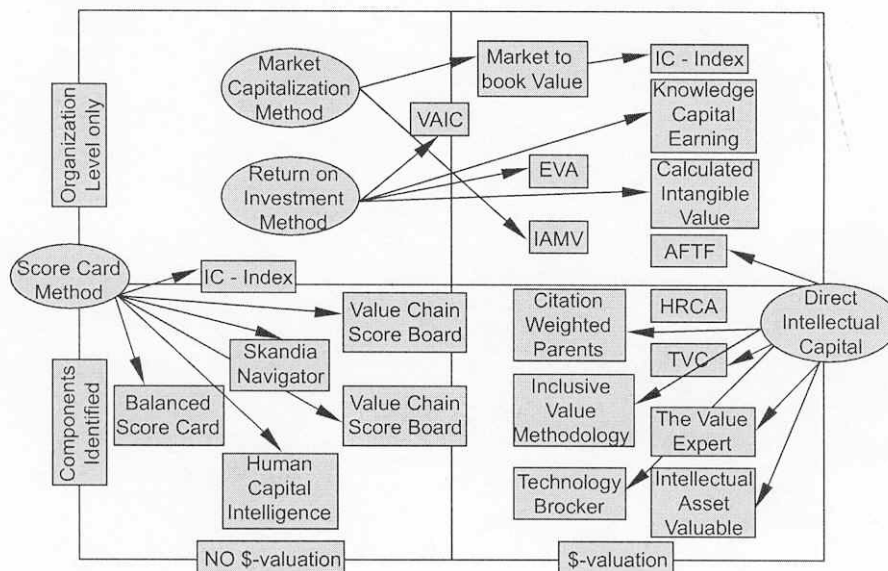 Organization
Level only
Market
Capitalization
Method
Market to
book Value
IC - Index
VAIC
Knowledge
Capital
Earning
Return on
Investment
Method
EVA
Calculated
Intangible
Value
IAMV
AFTF
Score Card
Method
IC - Index
Value Chain
Score Board
Citation
Weighted
Parents
HRCA
Direct
Intellectual
Capital
Skandia
Navigator
TVC
Components
Identified
Balanced
Score Card
Value Chain
Score Board
Inclusive
Value
Methodology
The Value
Expert
Human
Capital
Intelligence
Technology
Brocker
Intellectual
Asset
Valuable
NO $-valuation
$-valuation